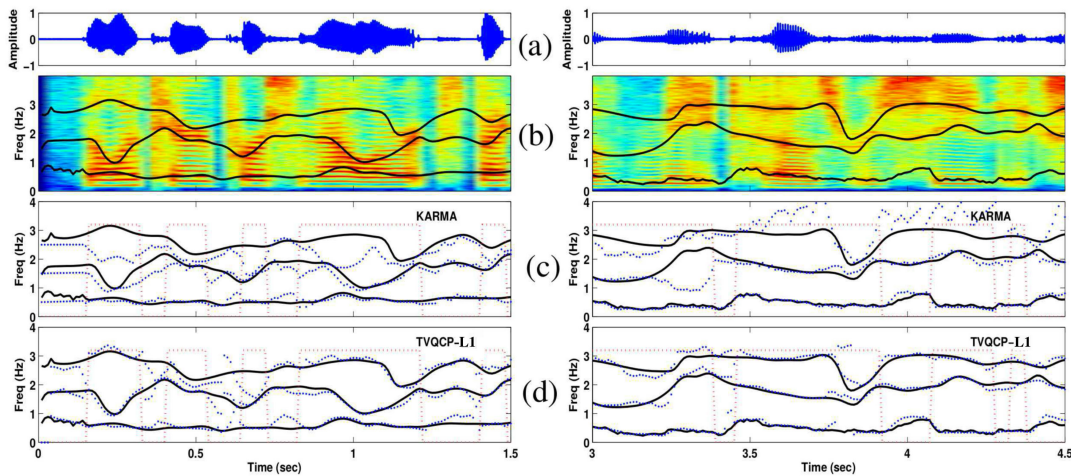 Amplitude
1
0
−1
(a)
Amplitude
1
0
−1
Freq (Hz)
3
2
1
0
(b)
Freq (Hz)
3
2
1
0
Freq (Hz)
4
3
2
1
0
KARMA
(c)
Freq (Hz)
4
3
2
1
0
KARMA
Freq (Hz)
4
3
2
1
0
TVQCP-L1
(d)
Freq (Hz)
4
3
2
1
0
TVQCP-L1
0 0.5 1 1.5
Time (sec)
3 3.5 4 4.5
Time (sec)